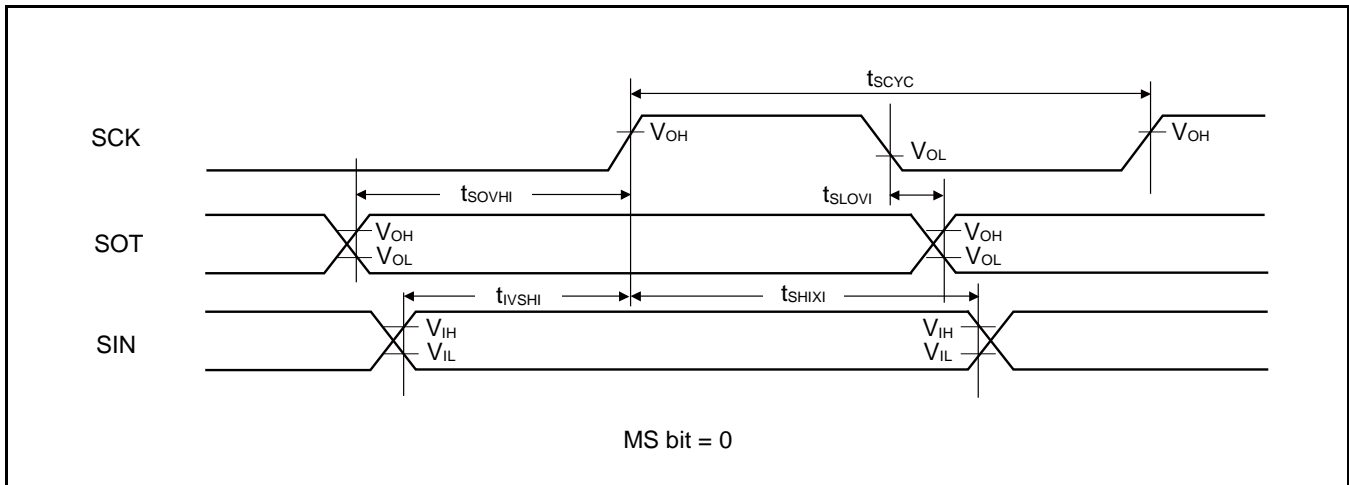 tSCYC
SCK
VOH
VOL
VOH
tSOVHI
tSLOVI
SOT
VOH
VOL
VOH
VOL
tIVSHI
tSHIXI
SIN
VIH
VIL
VIH
VIL
MS bit = 0